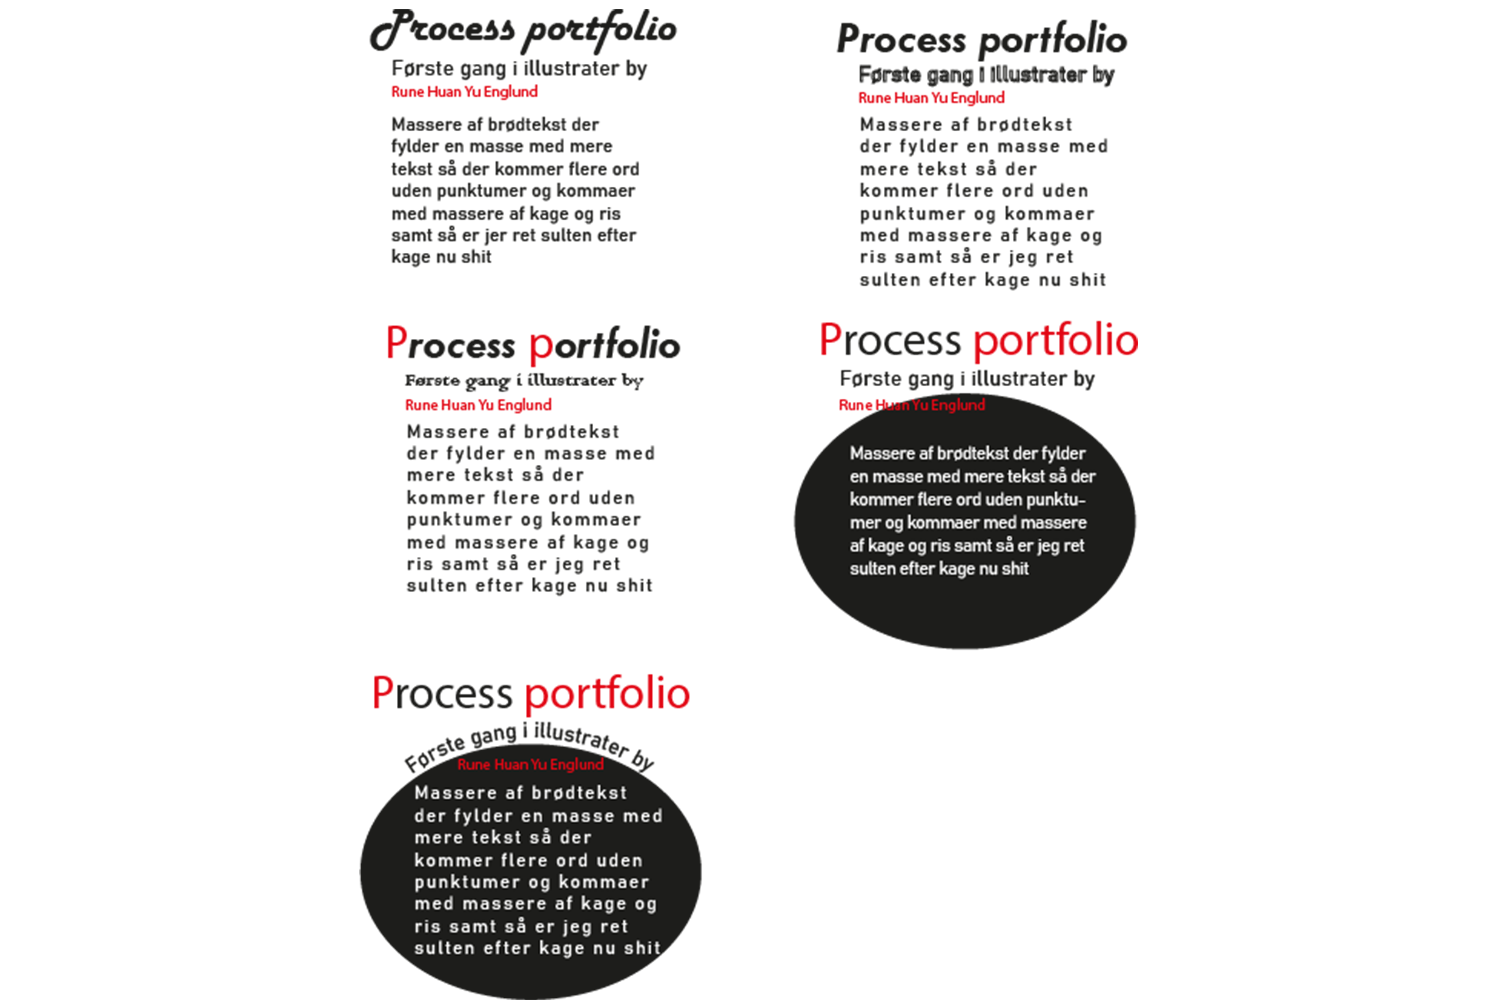 Process portfolio
Første gang i illustrater by
Rune Huan Yu Englund
Massere af brødtekst der
fylder en masse med mere
tekst så der kommer flere ord
uden punktumer og kommaer
med massere af kage og ris
samt så er jer ret sulten efter
kage nu shit
Process portfolio
Første gang i illustrater by
Rune Huan Yu Englund
Massere af brødtekst
der fylder en masse med
mere tekst så der
kommer flere ord uden
punktumer og kommaer
med massere af kage og
ris samt så er jeg ret
sulten efter kage nu shit
Process portfolio
Første gang i illustrater by
Rune Huan Yu Englund
Massere af brødtekst
der fylder en masse med
mere tekst så der
kommer flere ord uden
punktumer og kommaer
med massere af kage og
ris samt så er jeg ret
sulten efter kage nu shit
Process portfolio
Første gang i illustrater by
Rune Huan Yu Englund
Massere af brødtekst der fylder
en masse med mere tekst så der
kommer flere ord uden punktu-
mer og kommaer med massere
af kage og ris samt så er jeg ret
sulten efter kage nu shit
Process portfolio
Første gang i illustrater by
Rune Huan Yu Englund
Massere af brødtekst
der fylder en masse med
mere tekst så der
kommer flere ord uden
punktumer og kommaer
med massere af kage og
ris samt så er jeg ret
sulten efter kage nu shit